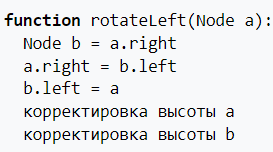 function rotateLeft(Node a):
Node b = a.right
a.right = b.left
b.left = a
корректировка высоты a
корректировка высоты b